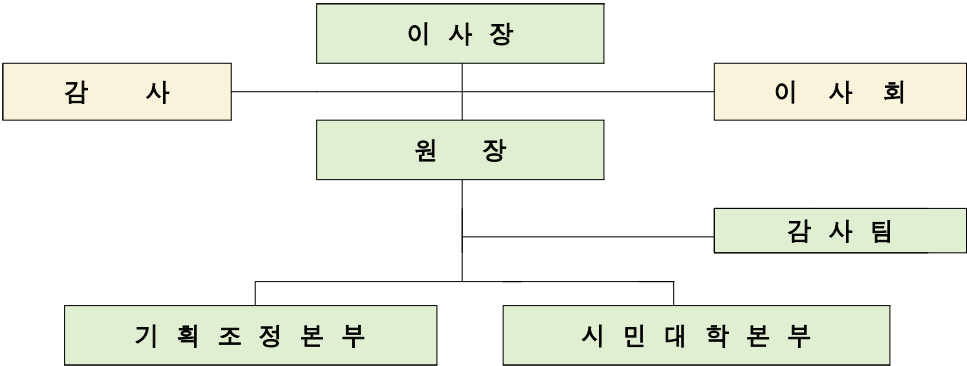 이 사 장
감 사
이 사 회
원 장
감 사 팀
기 획 조 정 본 부
시 민 대 학 본 부